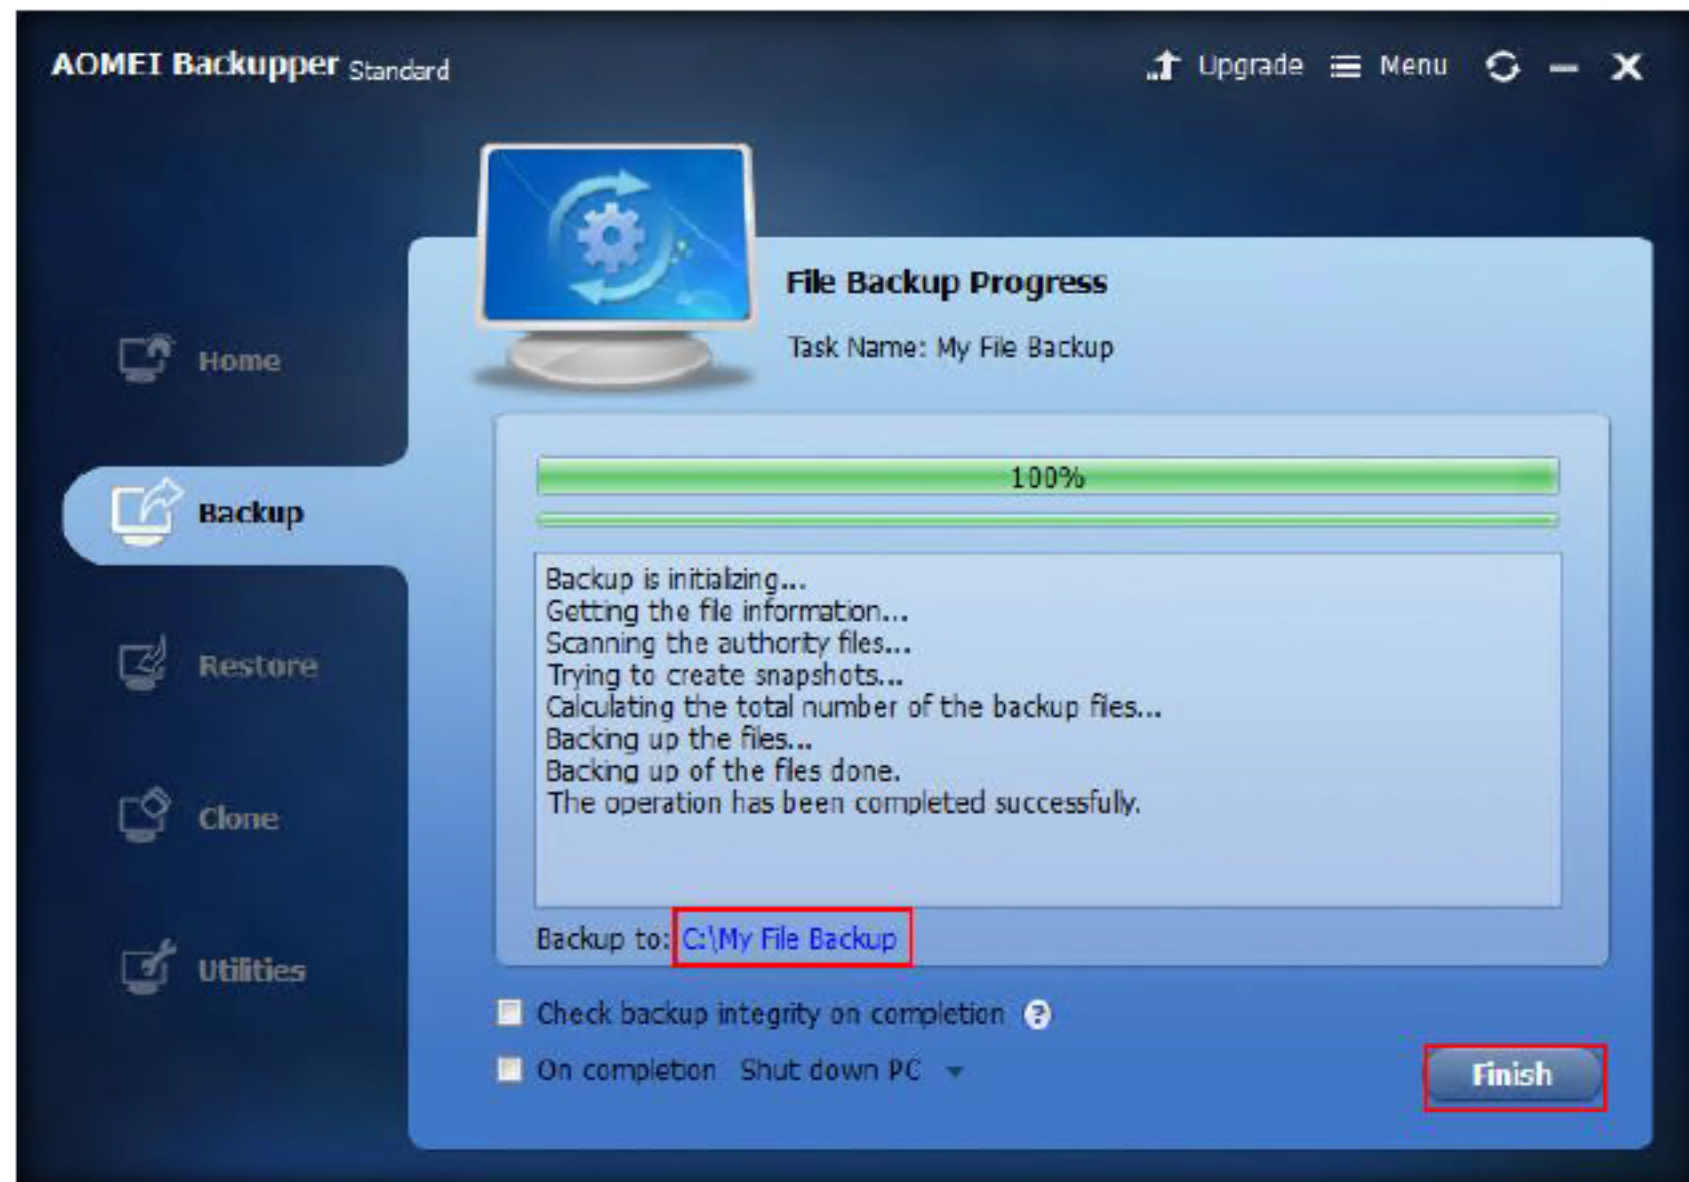 AOMEI Backupper Standard
Upgrade Menu
File Backup Progress
Task Name: My File Backup
Home
Backup
Restore
Clone
Utilities
100%
Backup is initializing...
Getting the file information...
Scanning the authority files...
Trying to create snapshots...
Calculating the total number of the backup files...
Backing up the files...
Backing up of the files done.
The operation has been completed successfully.
Backup to: C:\My File Backup
Check backup integrity on completion ?
On completion Shut down PC
Finish